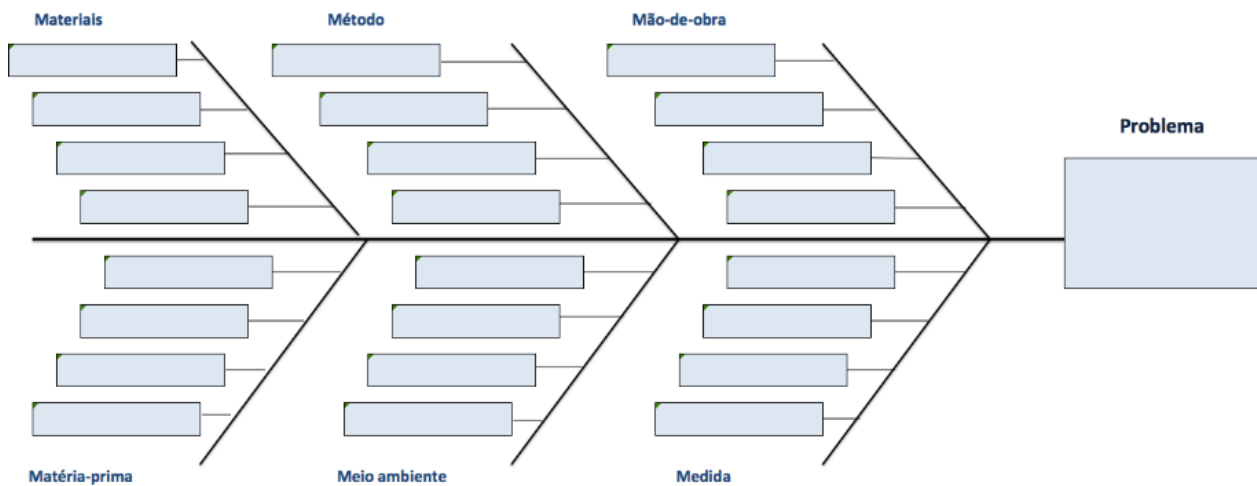 Materiais
Método
Mão-de-obra
Problema
Matéria-prima
Meio ambiente
Medida